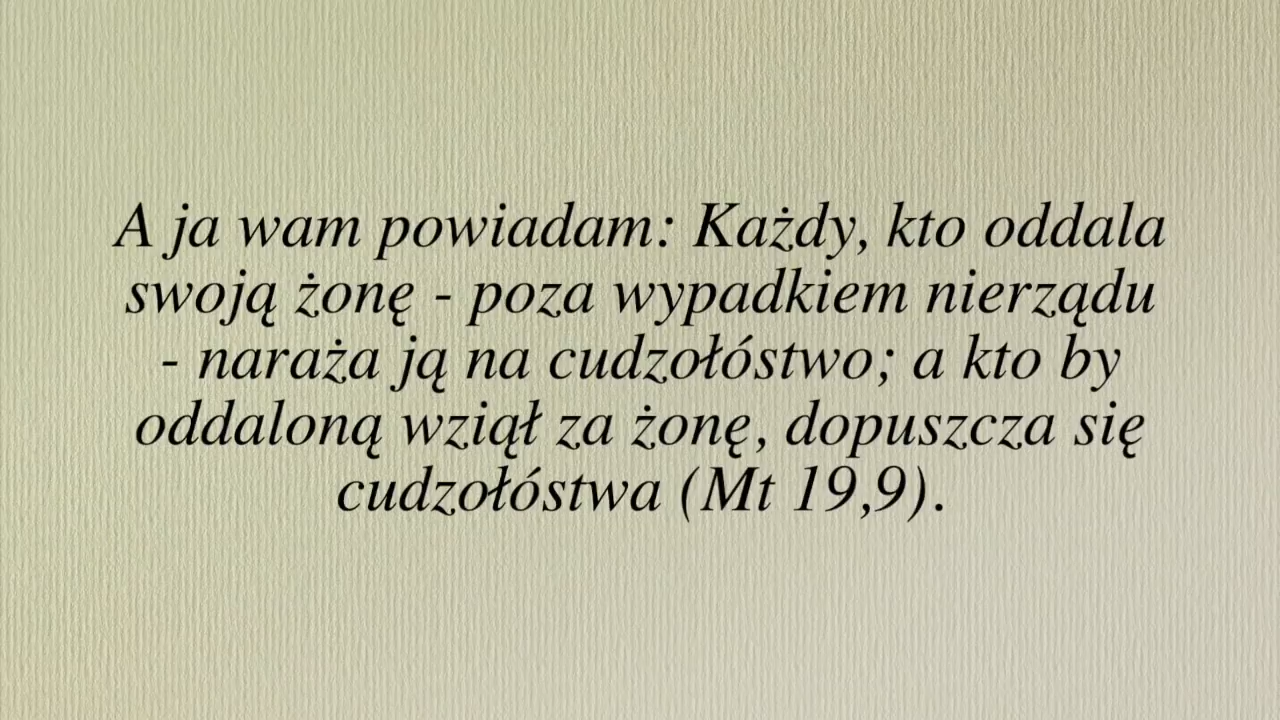 A ja wam powiadam: Każdy, kto oddala
swoją żonę - poza wypadkiem nierządu
- naraża ją na cudzołóstwo; a kto by
oddaloną wziął za żonę, dopuszcza się
cudzołóstwa (Mt 19,9).